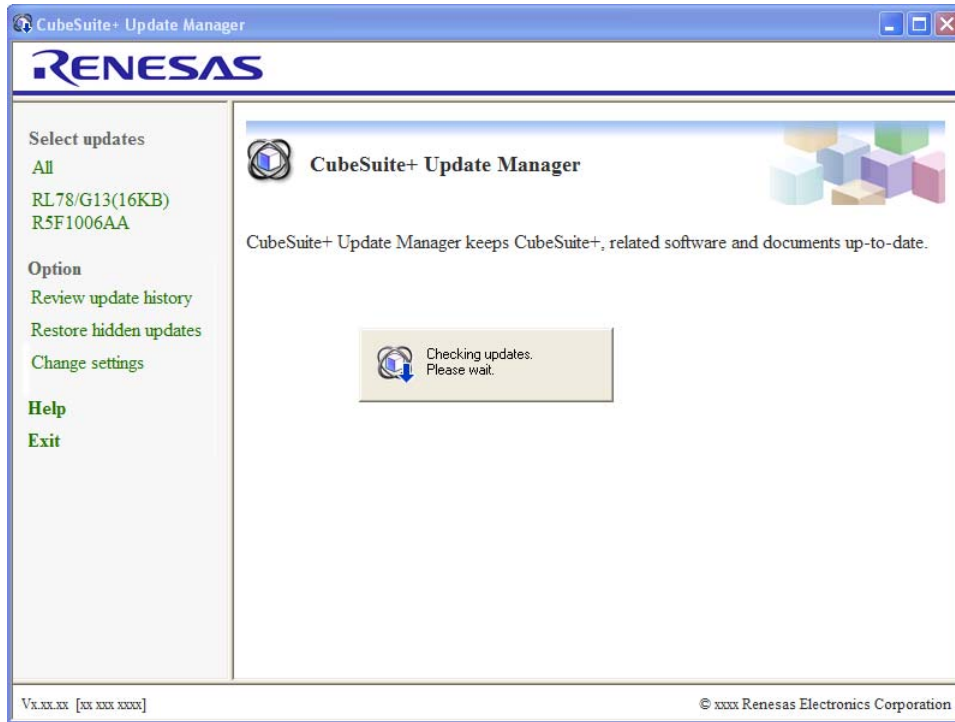 CubeSuite+ Update Manager
RENESAS
Select updates
All
RL78/G13(16KB)
R5F1006AA
Option
Review update history
Restore hidden updates
Change settings
Help
Exit
CubeSuite+ Update Manager
CubeSuite+ Update Manager keeps CubeSuite+, related software and documents up-to-date.
Checking updates.
Please wait.
Vx.xx.xx [xx xxx xxxx]
© xxxx Renesas Electronics Corporation